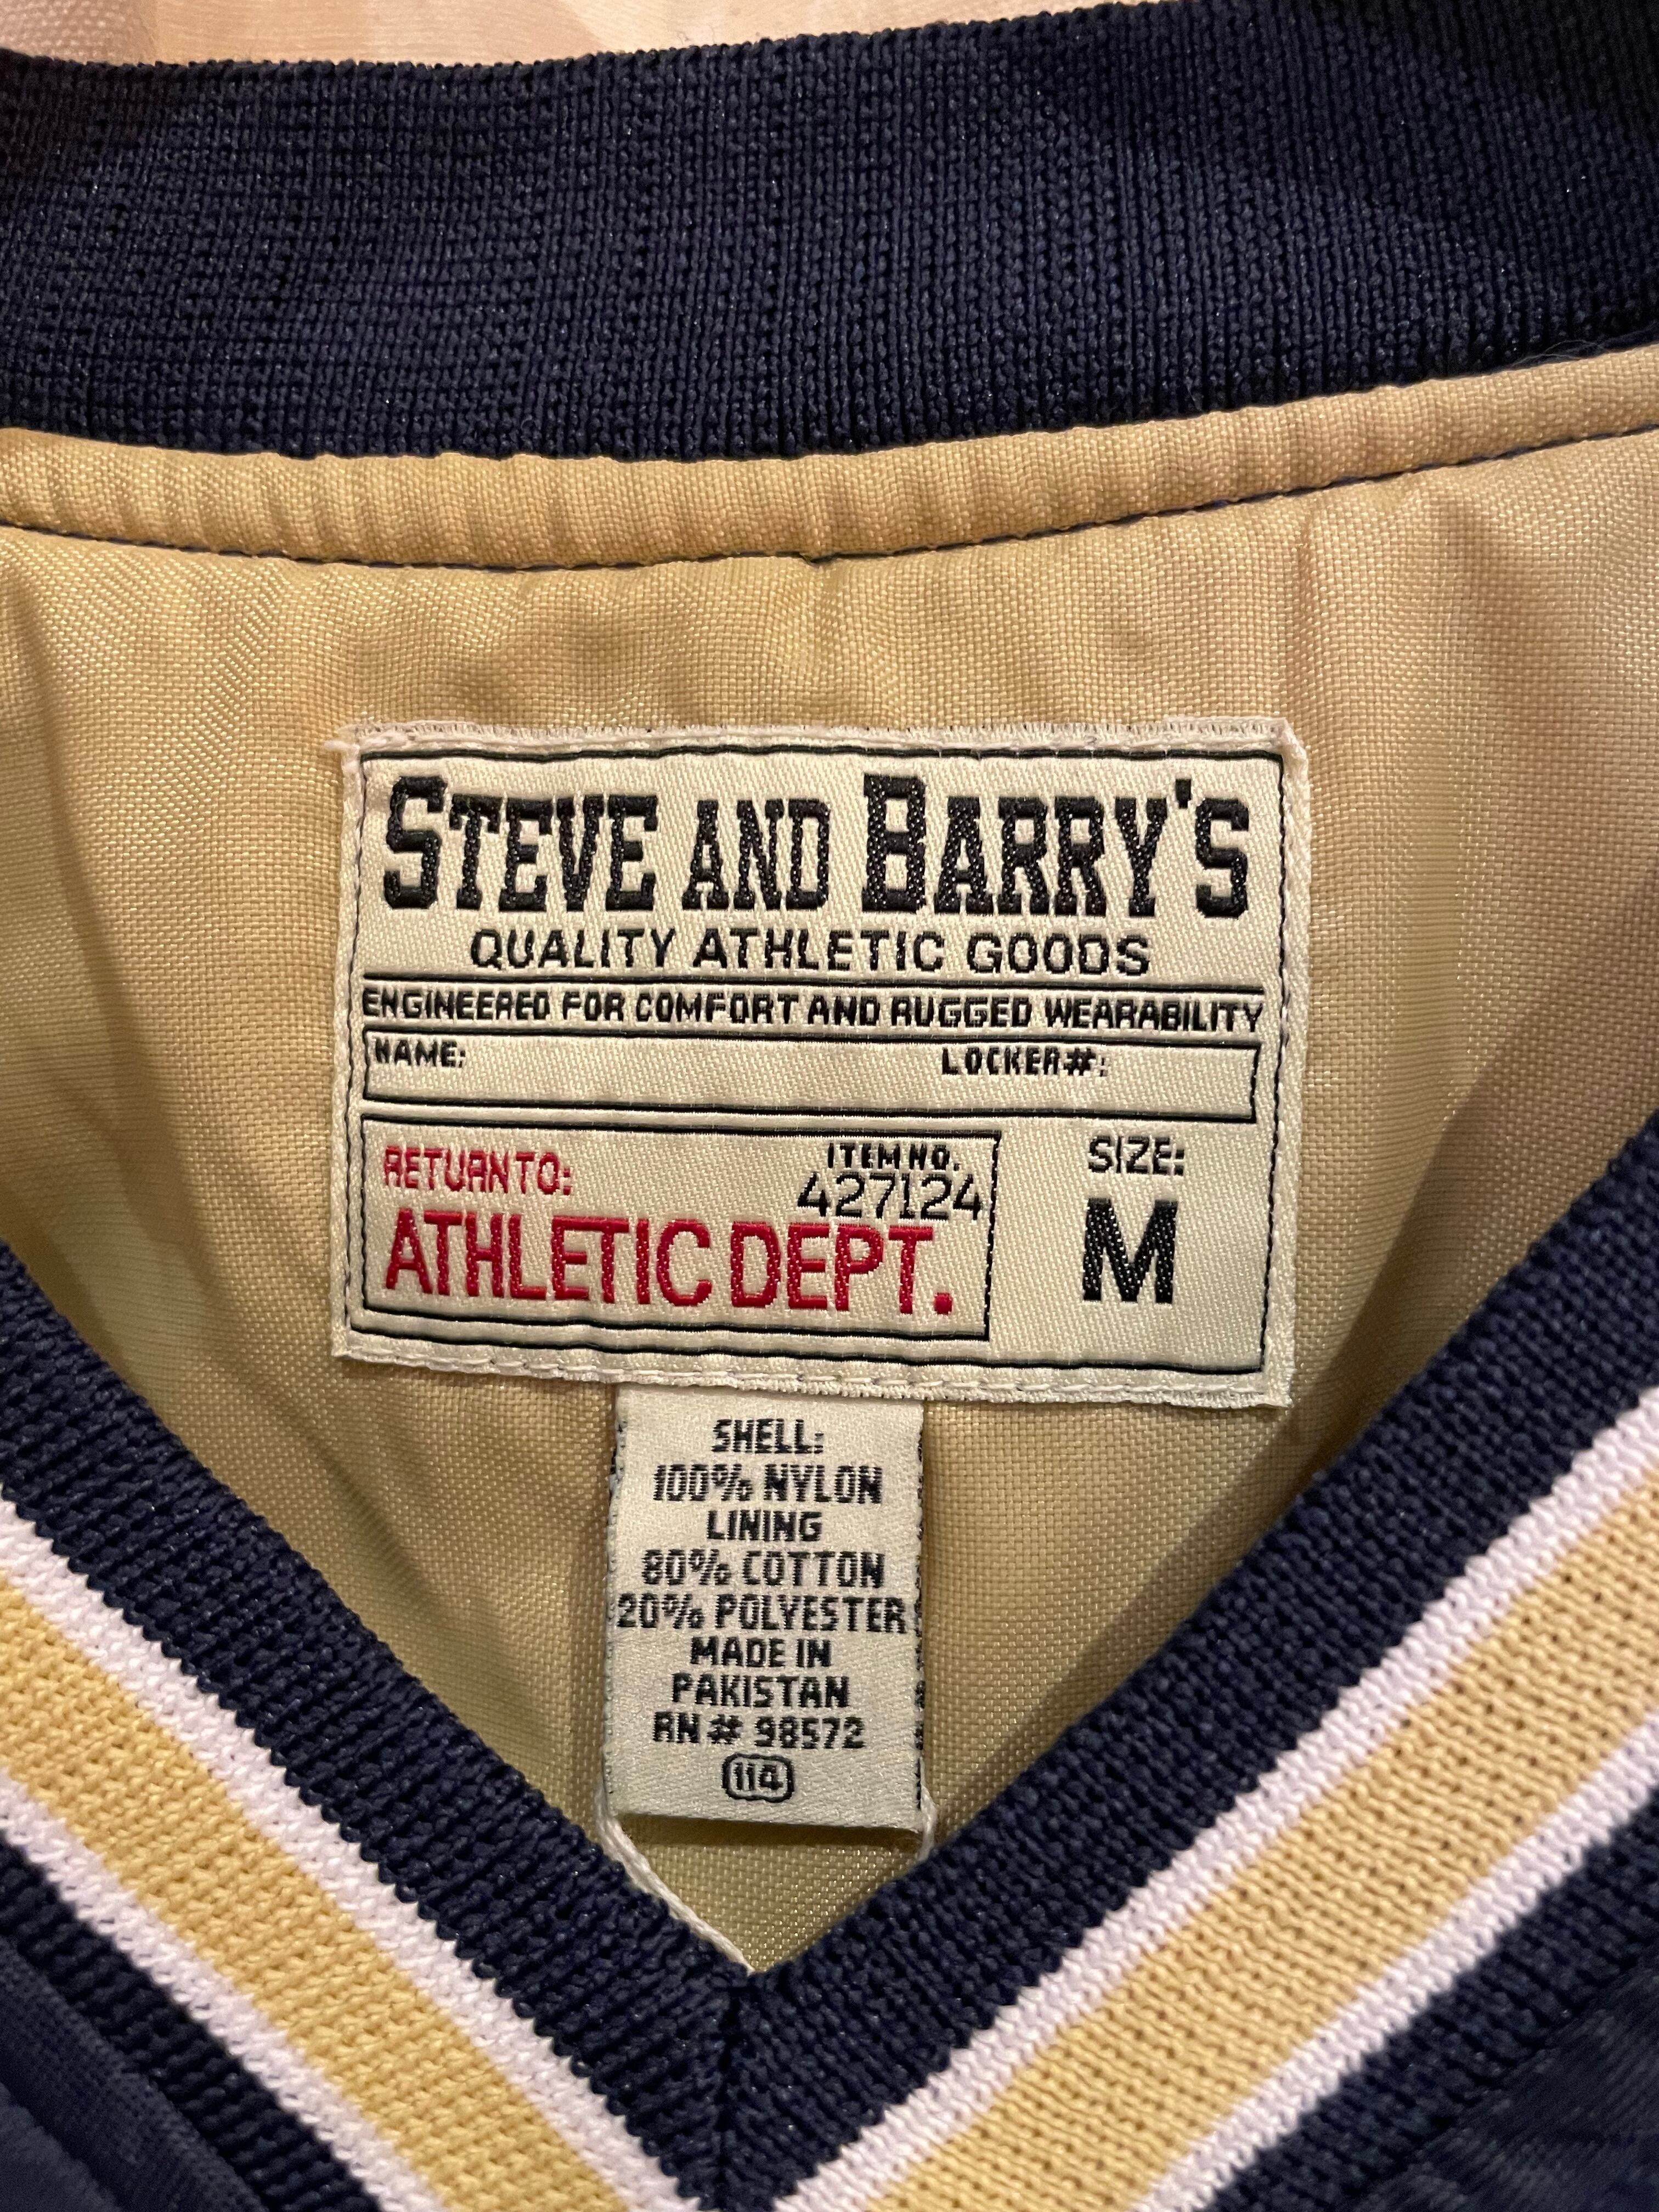 STEVE AND BARRY'S
QUALITY ATHLETIC GOODS
ENGINEERED FOR COMFORT AND RUGGED WEARABILITY
NAME: LOCKER#:
RETURN TO: ITEM NO. SIZE:
427124
ATHLETIC DEPT. M
SHELL:
100% NYLON
LINING
80% COTTON
20% POLYESTER
MADE IN
PAKISTAN
RN# 98572
114